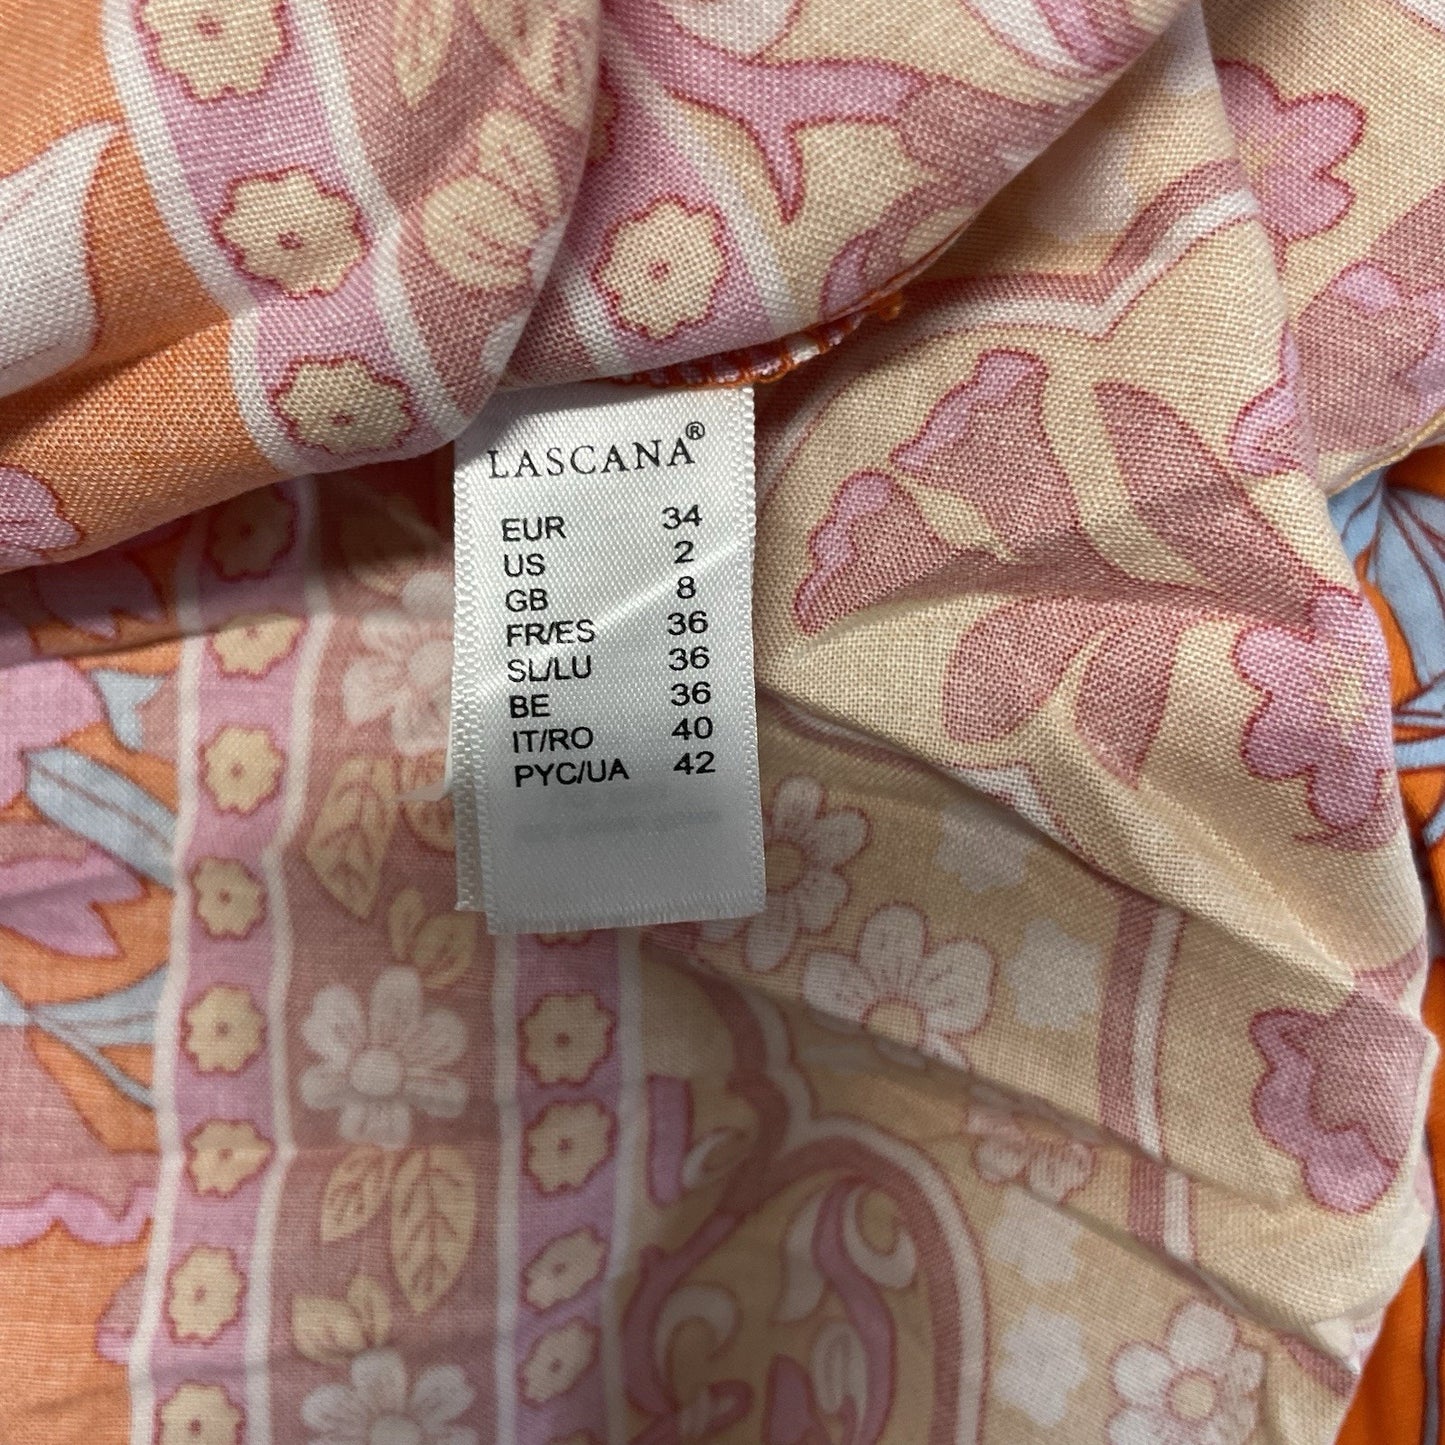 LASCANA®
EUR 34
US 2
GB 8
FR/ES 36
SL/LU 36
BE 36
IT/RO 40
PYC/UA 42